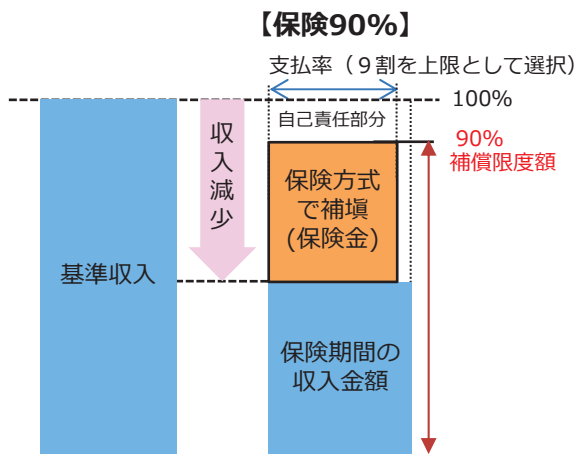 【保険90%】
支払率（９割を上限として選択）
100%
自己責任部分
90%
補償限度額
収入減少
保険方式
で補塡
(保険金)
基準収入
保険期間の
収入金額